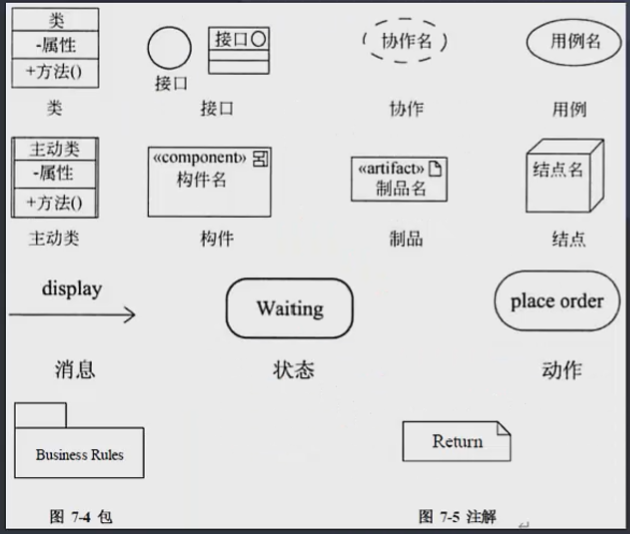 类
-属性
+方法()
类
接口
接口
接口
协作名
协作
用例名
用例
主动类
-属性
+方法()
主动类
«component»
构件名
构件
«artifact»
制品名
制品
结点名
结点
display
消息
Waiting
状态
place order
动作
Business Rules
图 7-4 包
Return
图 7-5 注解